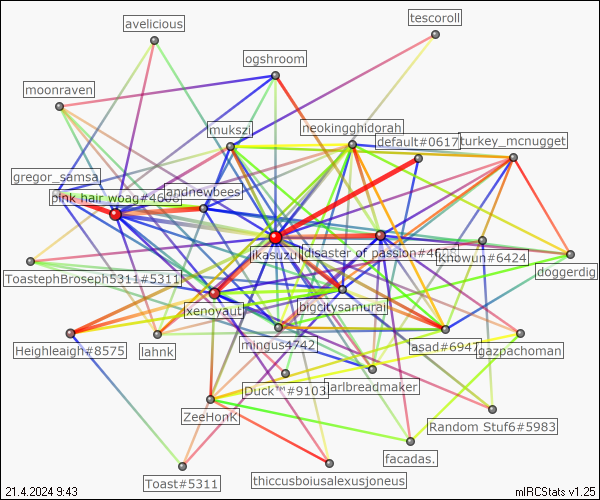 tescoroll
avelicious
ogshroom
moonraven
neokingghidorah
mukszi
default#0617
turkey_mcnugget
gregor_samsa
pink hair woag#4606
andnewbees
ikasuzu
disaster of passion#4
Knowun#6424
doggerdig
ToastephBroseph5311#5311
xenoyaut
bigcitysamurai
mingus4742
asad#6947
gazpachoman
Heighleaigh#8575
lahnk
Duck™#9103
arlbreadmaker
ZeeHonK
Random Stuf6#5983
facadas.
Toast#5311
thiccusboiusalexusjoneus
21.4.2024 9:43
mIRCStats v1.25